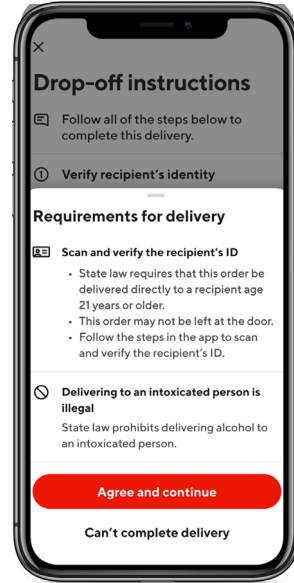 Drop-off instructions
Follow all of the steps below to
complete this delivery.
1 Verify recipient's identity
Requirements for delivery
Scan and verify the recipient's ID
• State law requires that this order be
delivered directly to a recipient age
21 years or older.
• This order may not be left at the door.
• Follow the steps in the app to scan
and verify the recipient's ID.
Delivering to an intoxicated person is
illegal
State law prohibits delivering alcohol to
an intoxicated person.
Agree and continue
Can't complete delivery